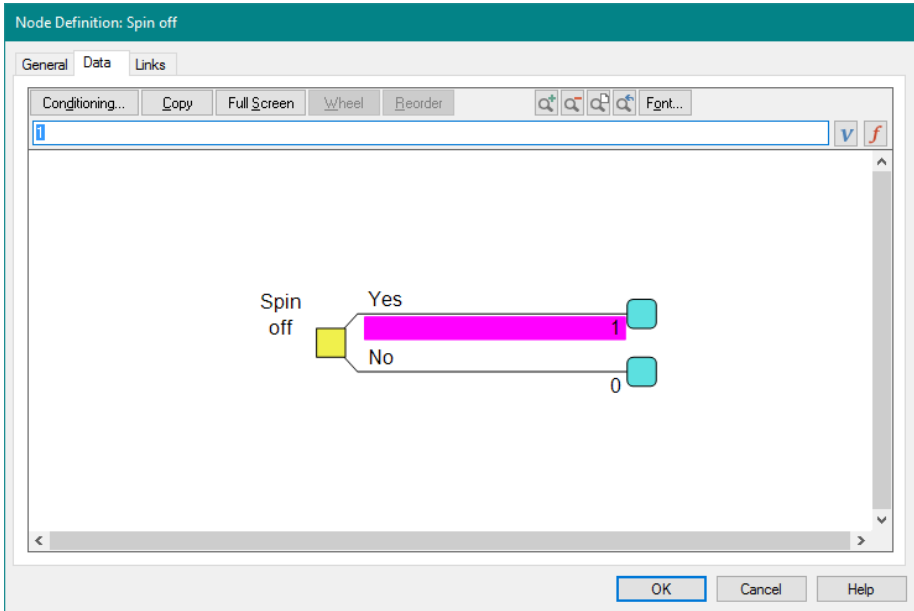 Node Definition: Spin off
General Data Links
Conditioning... Copy Full Screen Wheel Reorder Font...
1 V f
Spin off
Yes
1
No
0
OK Cancel Help